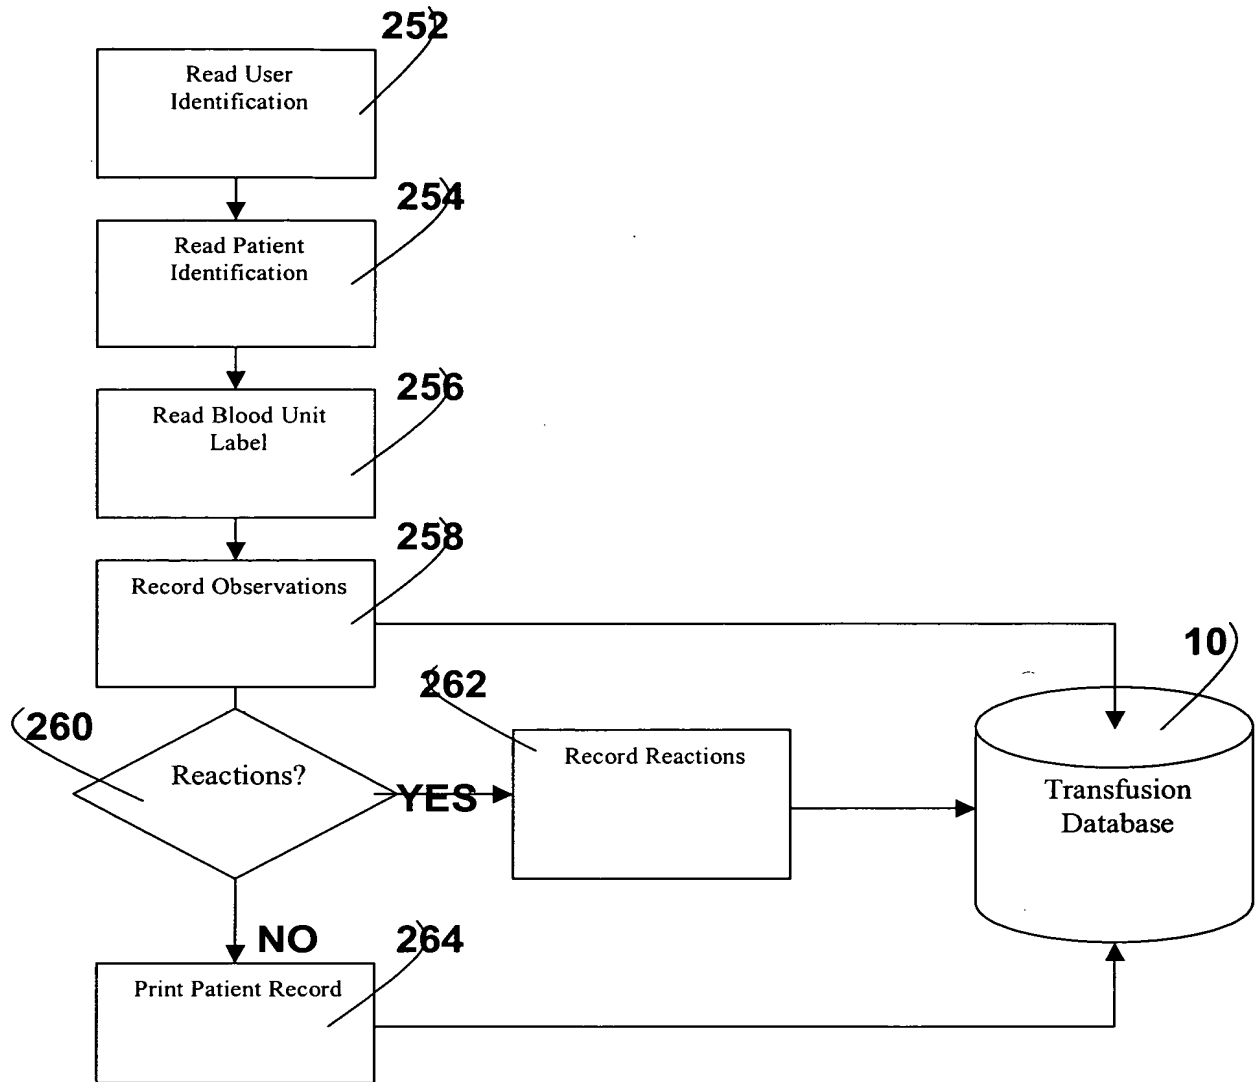 252
Read User
Identification
254
Read Patient
Identification
256
Read Blood Unit
Label
258
Record Observations
10
262
260
Reactions?
YES
Record Reactions
Transfusion
Database
NO
264
Print Patient Record